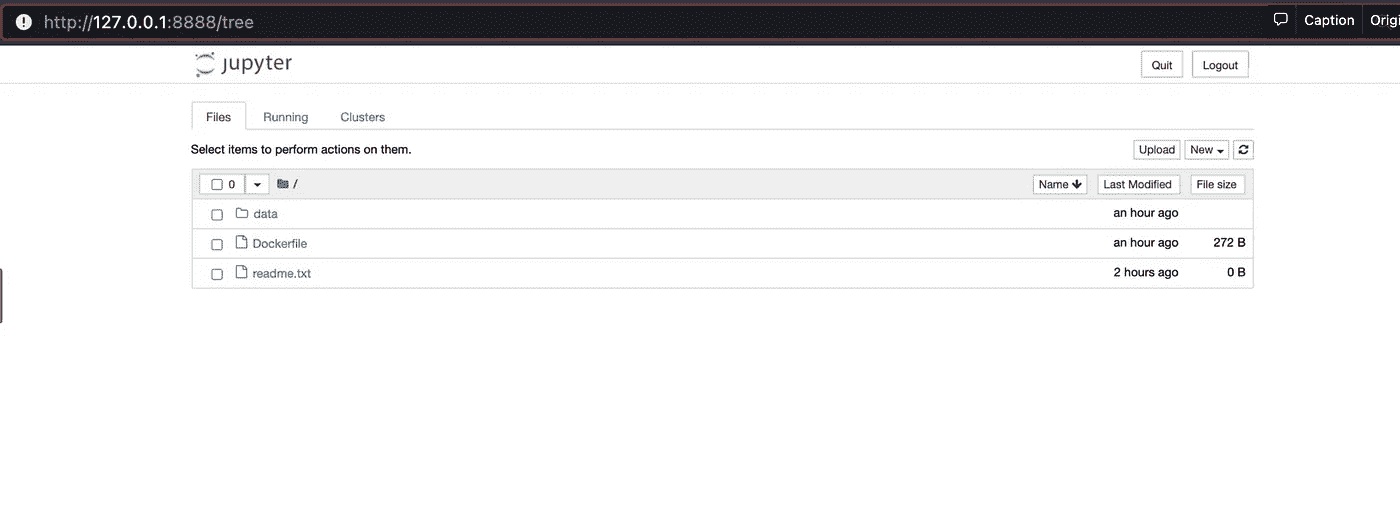 http://127.0.0.1:8888/tree Caption
jupyter Quit Logout
Files Running Clusters
Select items to perform actions on them. Upload New
0 / Name Last Modified File size
data an hour ago
Dockerfile an hour ago 272 B
readme.txt 2 hours ago 0 B